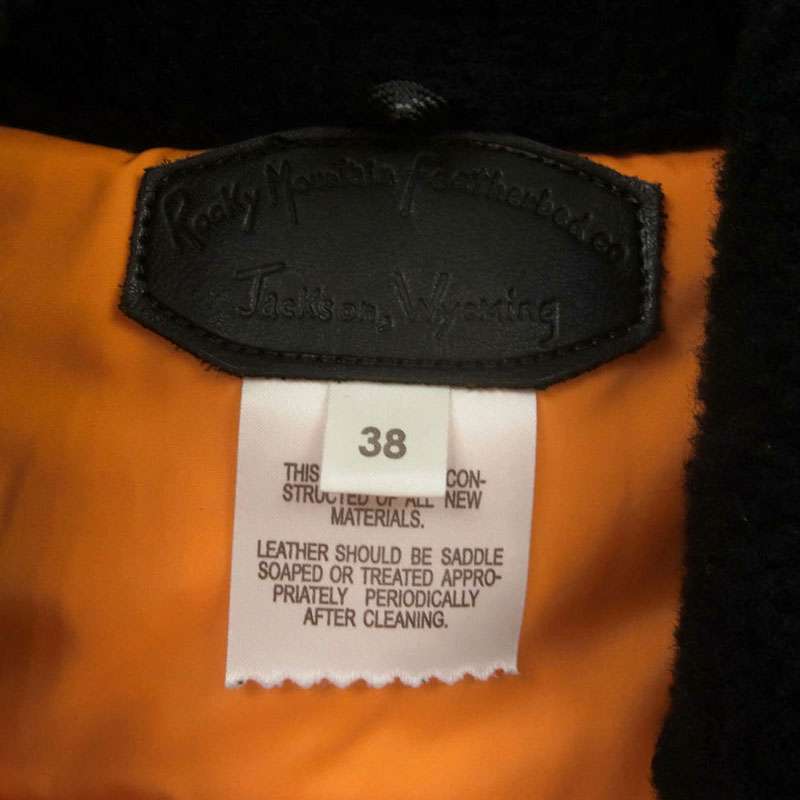 Rocky Mountain Featherbed co
Jackson, Wyoming
38
THIS CON-
STRUCTED OF ALL NEW
MATERIALS.
LEATHER SHOULD BE SADDLE
SOAPED OR TREATED APPRO-
PRIATELY PERIODICALLY
AFTER CLEANING.